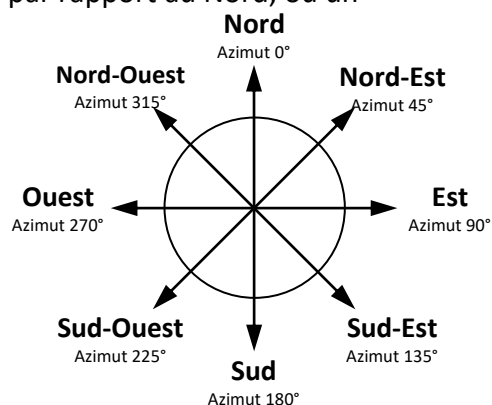 par rapport au Nord, ou un
Nord
Azimut 0°
Nord-Ouest
Azimut 315°
Nord-Est
Azimut 45°
Ouest
Azimut 270°
Est
Azimut 90°
Sud-Ouest
Azimut 225°
Sud-Est
Azimut 135°
Sud
Azimut 180°